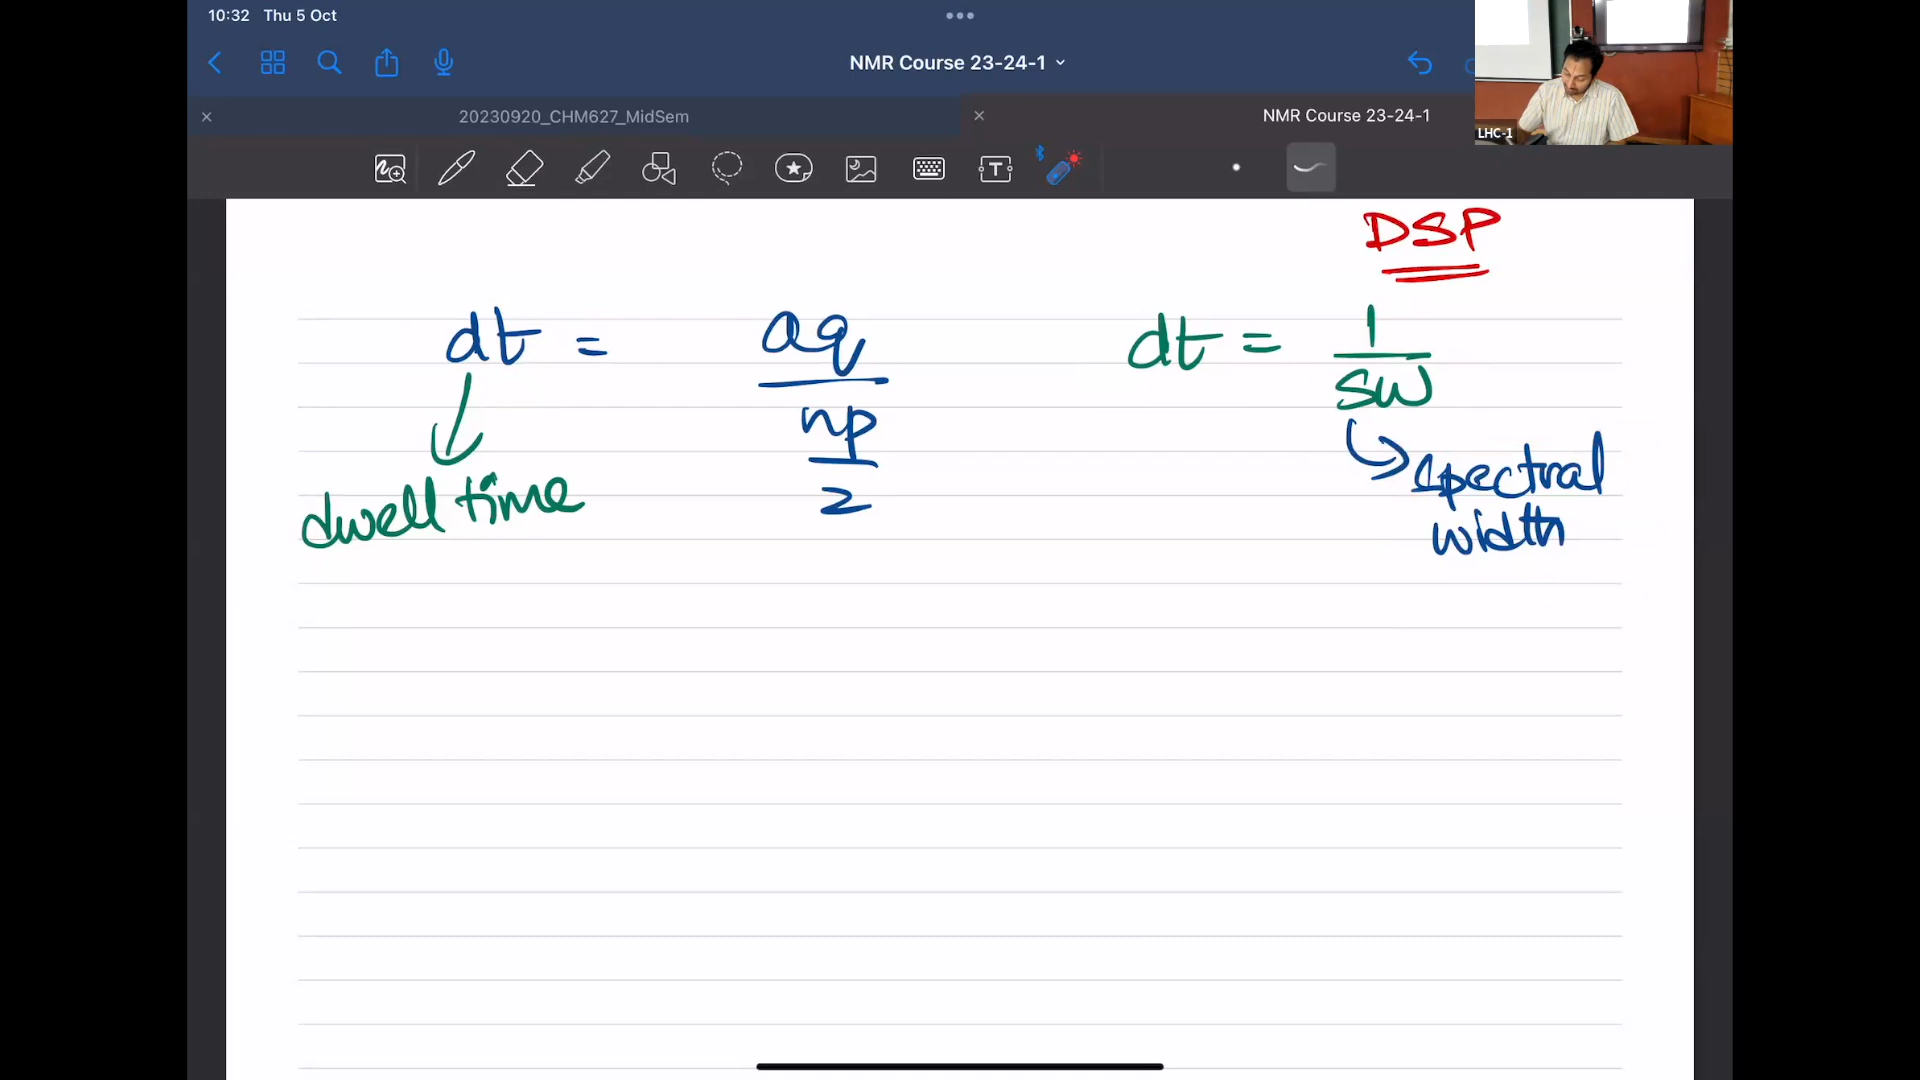 10:32 Thu 5 Oct
NMR Course 23-24-1
20230920_CHM627_MidSem
NMR Course 23-24-1
LHC-1
T
DSP
dt = aq
np
2
dwell time
dt = 1
sw
spectral
width